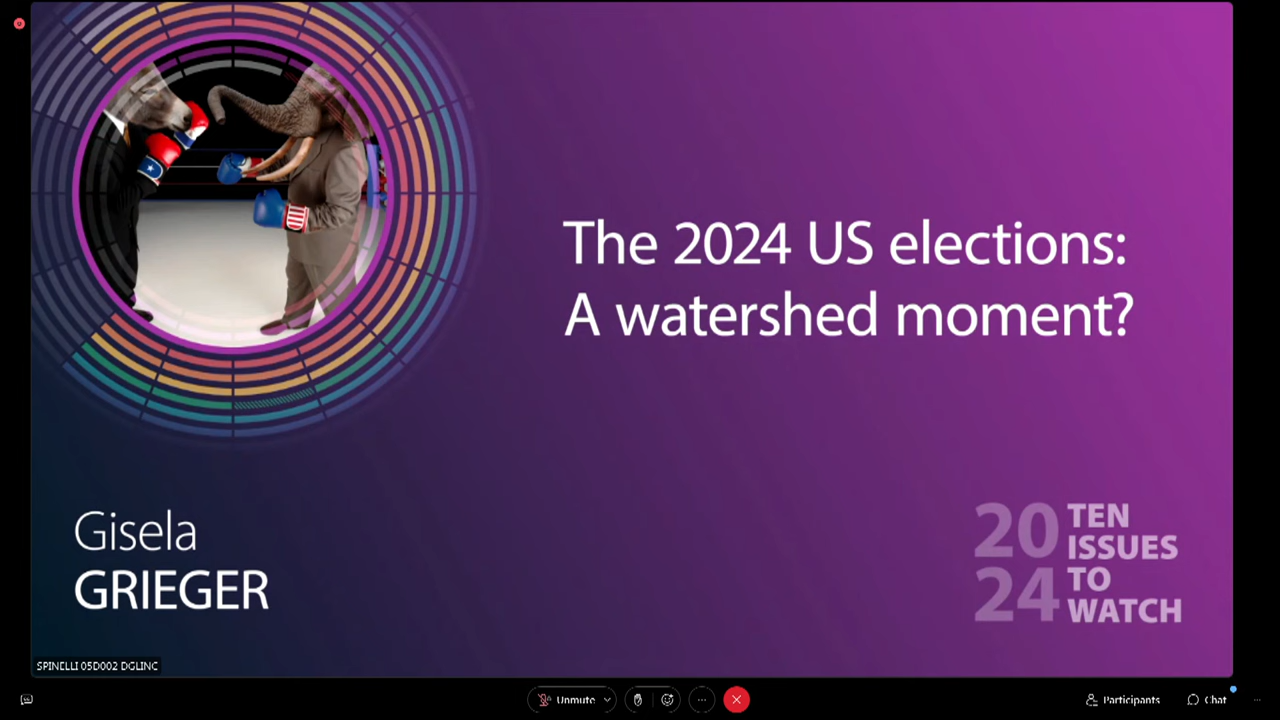 The 2024 US elections:
A watershed moment?
Gisela
GRIEGER
20
24
TEN
ISSUES
TO
WATCH
SPINELLI 05D002 DGLINC
Unmute
Participants
Chat